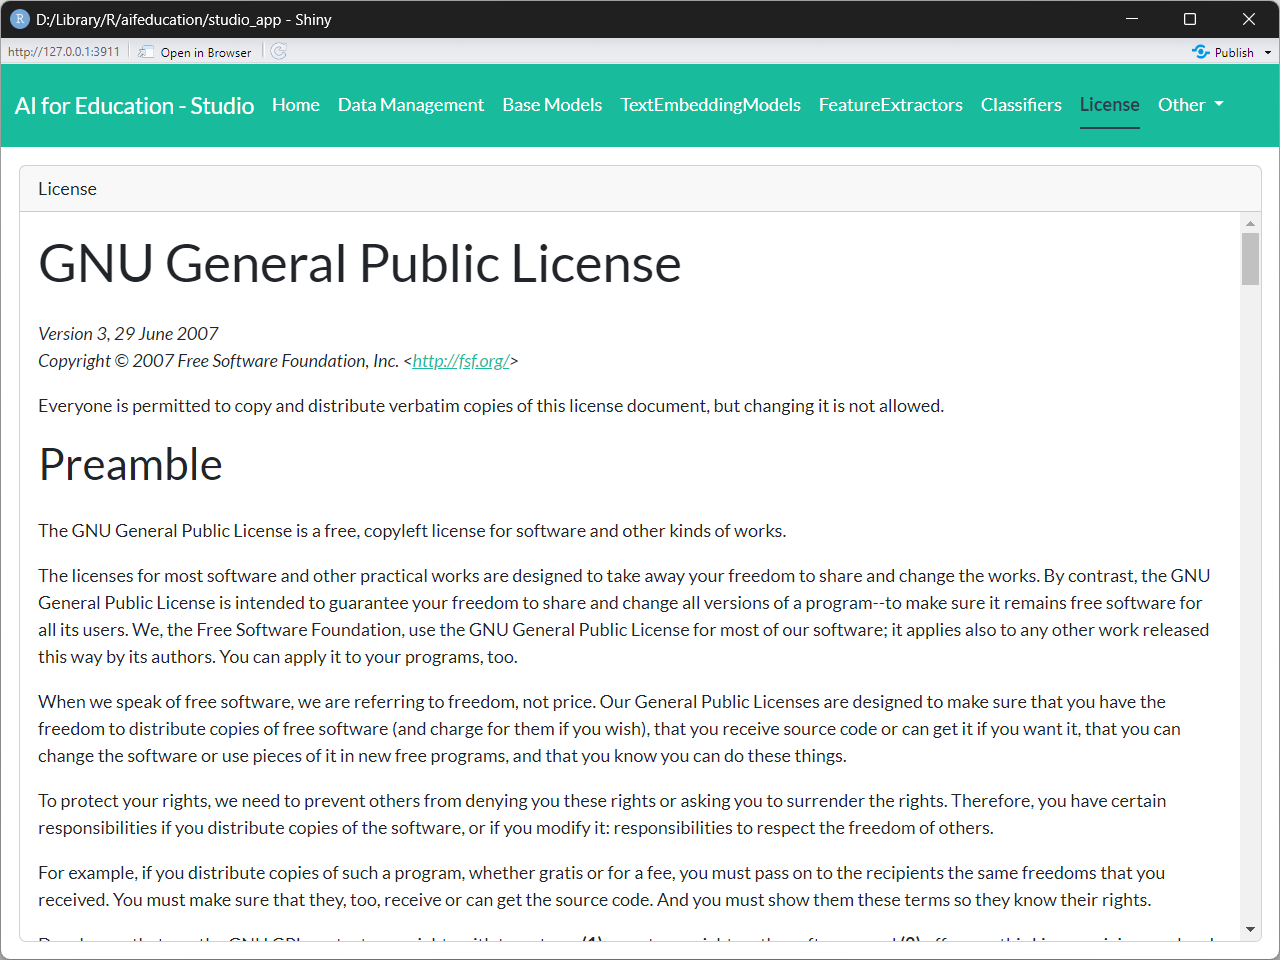 D:/Library/R/aifeducation/studio_app - Shiny
http://127.0.0.1:3911 Open in Browser Publish
AI for Education - Studio Home Data Management Base Models TextEmbeddingModels FeatureExtractors Classifiers License Other
License
GNU General Public License
Version 3, 29 June 2007
Copyright © 2007 Free Software Foundation, Inc. <http://fsf.org/>
Everyone is permitted to copy and distribute verbatim copies of this license document, but changing it is not allowed.
Preamble
The GNU General Public License is a free, copyleft license for software and other kinds of works.
The licenses for most software and other practical works are designed to take away your freedom to share and change the works. By contrast, the GNU
General Public License is intended to guarantee your freedom to share and change all versions of a program--to make sure it remains free software for
all its users. We, the Free Software Foundation, use the GNU General Public License for most of our software; it applies also to any other work released
this way by its authors. You can apply it to your programs, too.
When we speak of free software, we are referring to freedom, not price. Our General Public Licenses are designed to make sure that you have the
freedom to distribute copies of free software (and charge for them if you wish), that you receive source code or can get it if you want it, that you can
change the software or use pieces of it in new free programs, and that you know you can do these things.
To protect your rights, we need to prevent others from denying you these rights or asking you to surrender the rights. Therefore, you have certain
responsibilities if you distribute copies of the software, or if you modify it: responsibilities to respect the freedom of others.
For example, if you distribute copies of such a program, whether gratis or for a fee, you must pass on to the recipients the same freedoms that you
received. You must make sure that they, too, receive or can get the source code. And you must show them these terms so they know their rights.